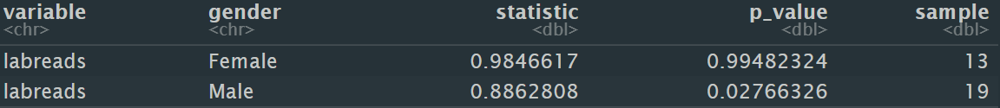 variable gender statistic p_value sample
<chr> <chr> <dbl> <dbl> <dbl>
labreads Female 0.9846617 0.99482324 13
labreads Male 0.8862808 0.02766326 19